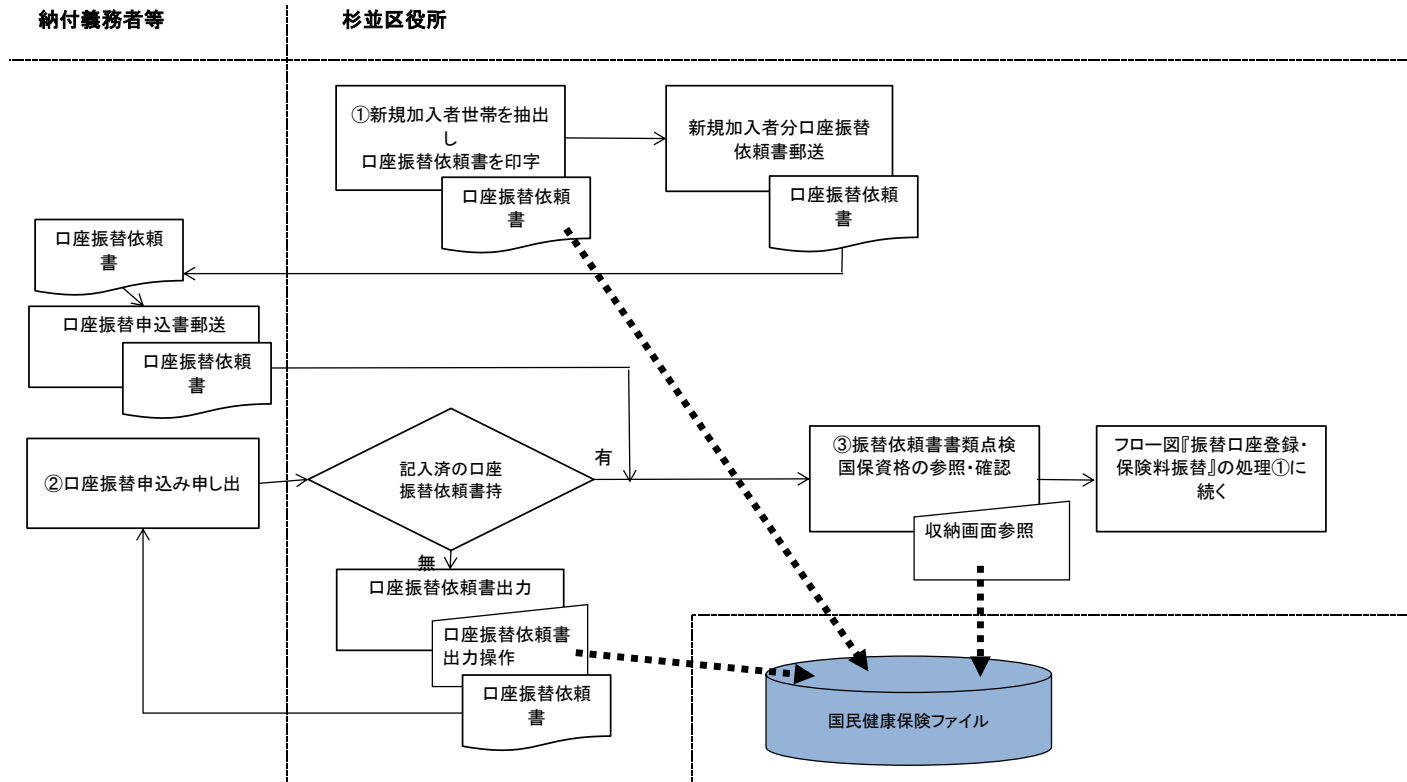 納付義務者等
杉並区役所
①新規加入者世帯を抽出
し
口座振替依頼書を印字
新規加入者分口座振替
依頼書郵送
口座振替依頼
書
口座振替依頼
書
口座振替依頼
書
口座振替申込書郵送
口座振替依頼
書
②口座振替申込み申し出
記入済の口座
振替依頼書持
有
無
③振替依頼書書類点検
国保資格の参照・確認
収納画面参照
フロー図『振替口座登録・
保険料振替』の処理①に
続く
口座振替依頼書出力
口座振替依頼書
出力操作
口座振替依頼
書
国民健康保険ファイル